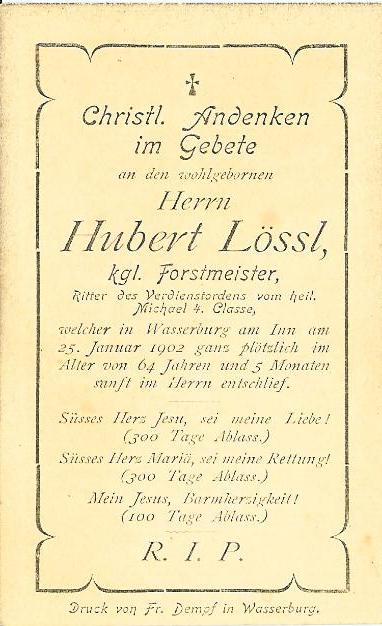 Christl. Andenken
im Gebete
an den wohlgebornen
Herrn
Hubert Lössl,
kgl. Forstmeister,
Ritter des Verdienstordens vom heil.
Michael 4. Classe,
welcher in Wasserburg am Inn am
25. Januar 1902 ganz plötzlich im
Alter von 64 Jahren und 5 Monaten
sanft im Herrn entschlief.
Süsses Herz Jesu, sei meine Liebe!
(300 Tage Ablass.)
Süsses Herz Mariä, sei meine Rettung!
(300 Tage Ablass.)
Mein Jesus, Barmherzigkeit!
(100 Tage Ablass.)
R. I. P.
Druck von Fr. Dempf in Wasserburg.